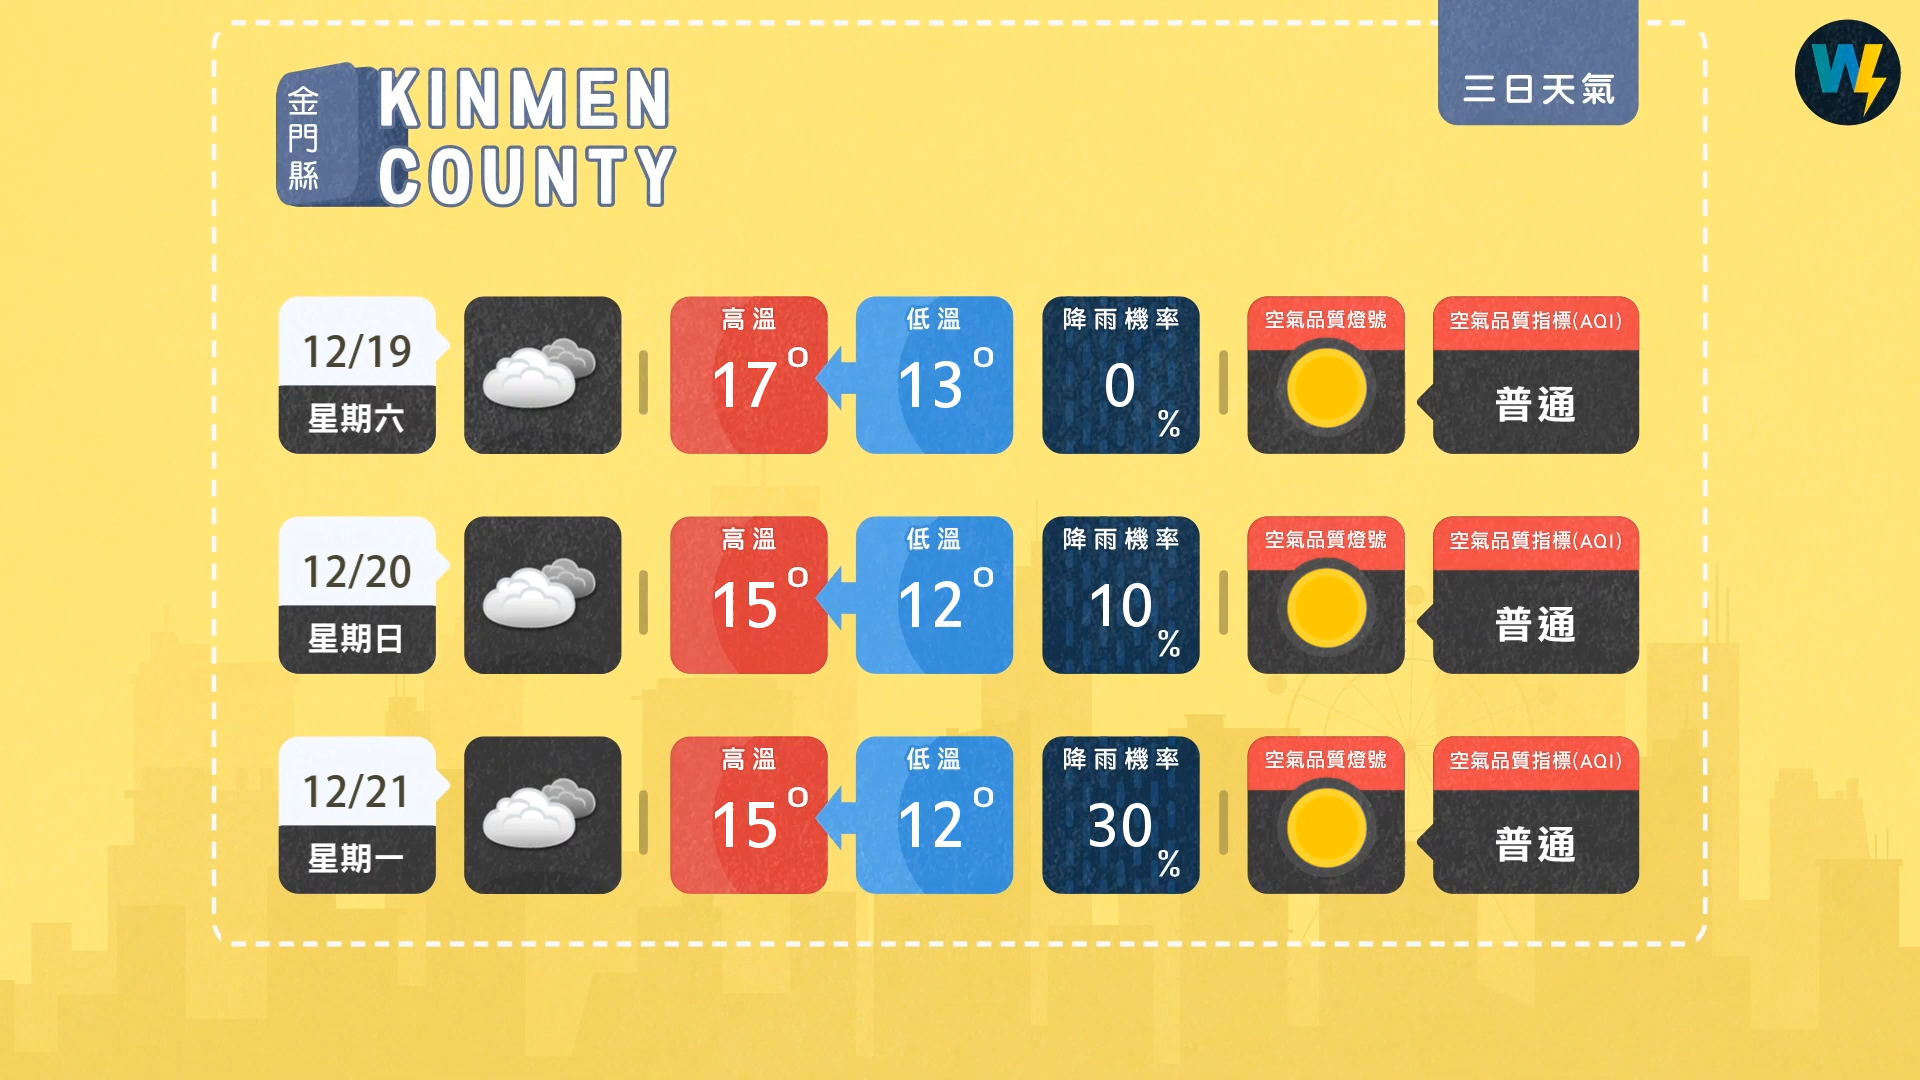 金門縣
KINMEN
COUNTY
三日天氣
W
12/19
星期六
高溫
17°
低溫
13°
降雨機率
0
%
空氣品質燈號
空氣品質指標(AQI)
普通
12/20
星期日
高溫
15°
低溫
12°
降雨機率
10
%
空氣品質燈號
空氣品質指標(AQI)
普通
12/21
星期一
高溫
15°
低溫
12°
降雨機率
30
%
空氣品質燈號
空氣品質指標(AQI)
普通